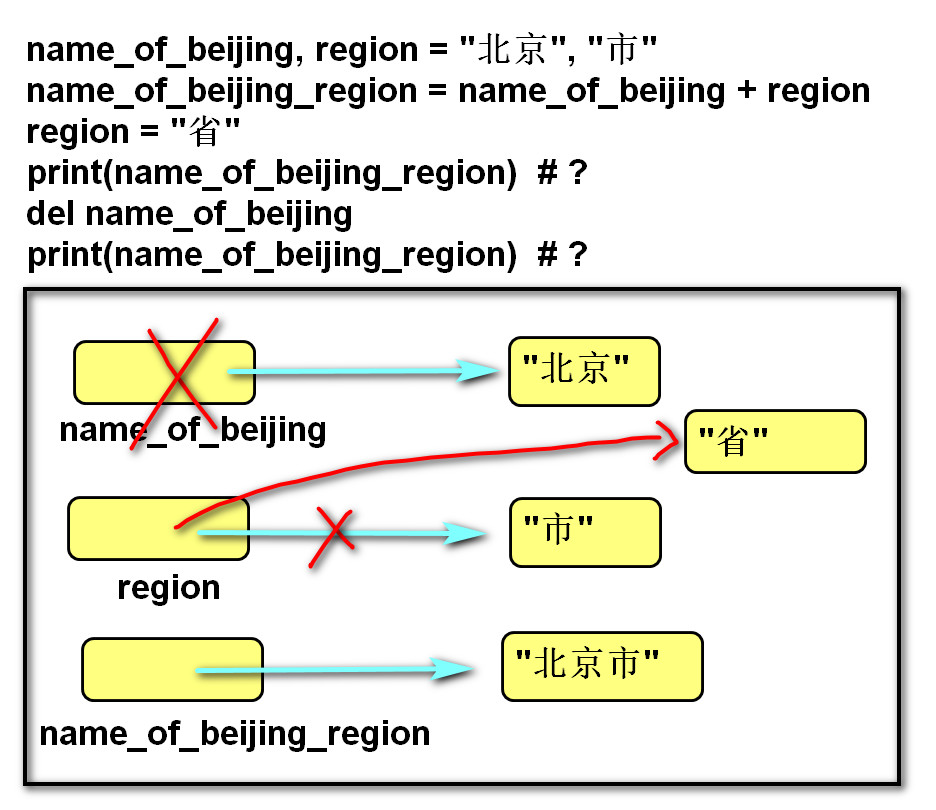 name_of_beijing, region = "北京", "市"
name_of_beijing_region = name_of_beijing + region
region = "省"
print(name_of_beijing_region)  # ?
del name_of_beijing
print(name_of_beijing_region)  # ?
"北京"
name_of_beijing
"省"
"市"
region
"北京市"
name_of_beijing_region